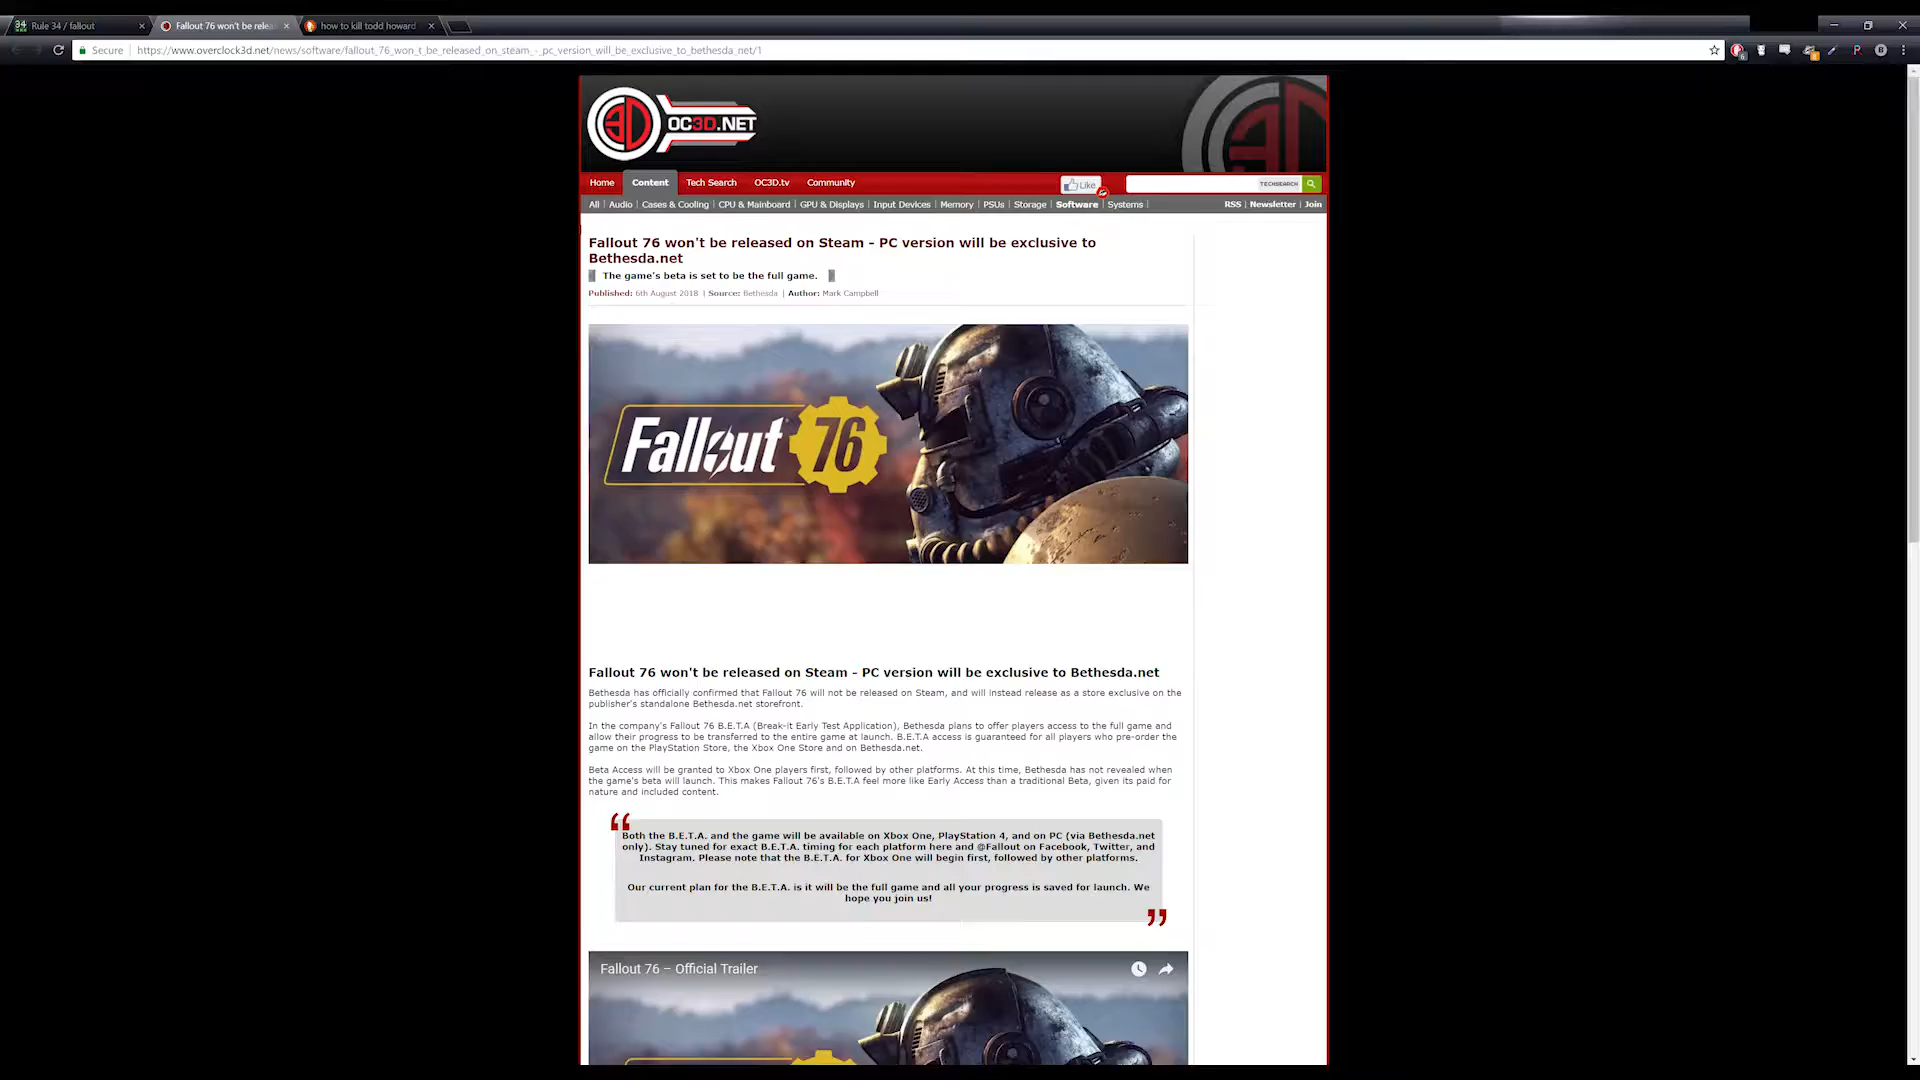 Rule 34 / fallout
Fallout 76 won't be relea
how to kill todd howard
Secure
https://www.overclock3d.net/news/software/fallout_76_won_t_be_released_on_steam_-_pc_version_will_be_exclusive_to_bethesda_net/1
OC3D.NET
Home Content Tech Search OC3D.tv Community
Like
TECHSEARCH
All | Audio | Cases & Cooling | CPU & Mainboard | GPU & Displays | Input Devices | Memory | PSUs | Storage | Software | Systems |
RSS | Newsletter | Join
Fallout 76 won't be released on Steam - PC version will be exclusive to
Bethesda.net
The game's beta is set to be the full game.
Published: 6th August 2018 | Source: Bethesda | Author: Mark Campbell
Fallout 76
Fallout 76 won't be released on Steam - PC version will be exclusive to Bethesda.net
Bethesda has officially confirmed that Fallout 76 will not be released on Steam, and will instead release as a store exclusive on the
publisher's standalone Bethesda.net storefront.
In the company's Fallout 76 B.E.T.A (Break-it Early Test Application), Bethesda plans to offer players access to the full game and
allow their progress to be transferred to the entire game at launch. B.E.T.A access is guaranteed for all players who pre-order the
game on the PlayStation Store, the Xbox One Store and on Bethesda.net.
Beta Access will be granted to Xbox One players first, followed by other platforms. At this time, Bethesda has not revealed when
the game's beta will launch. This makes Fallout 76's B.E.T.A feel more like Early Access than a traditional Beta, given its paid for
nature and included content.
“
Both the B.E.T.A. and the game will be available on Xbox One, PlayStation 4, and on PC (via Bethesda.net
only). Stay tuned for exact B.E.T.A. timing for each platform here and @Fallout on Facebook, Twitter, and
Instagram. Please note that the B.E.T.A. for Xbox One will begin first, followed by other platforms.
Our current plan for the B.E.T.A. is it will be the full game and all your progress is saved for launch. We
hope you join us!
”
Fallout 76 – Official Trailer